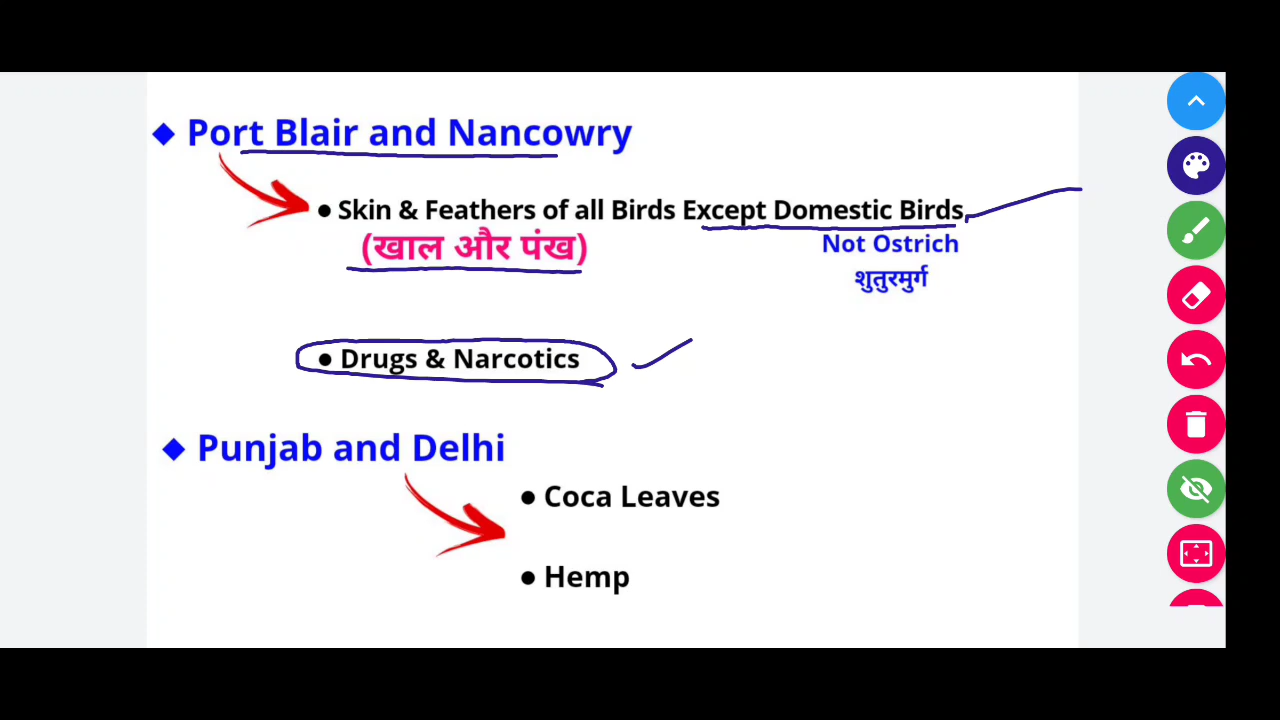 ◆ Port Blair and Nancowry
● Skin & Feathers of all Birds Except Domestic Birds
(खाल और पंख)
Not Ostrich
शुतुरमुर्ग
● Drugs & Narcotics
◆ Punjab and Delhi
● Coca Leaves
● Hemp